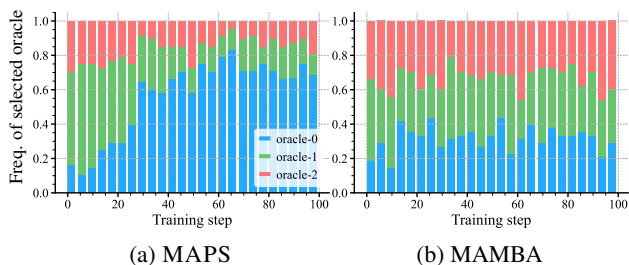 Freq. of selected oracle
1.0
0.8
0.6
0.4
0.2
0.0
oracle-0
oracle-1
oracle-2
0 20 40 60 80 100
Training step
(a) MAPS
1.0
0.8
0.6
0.4
0.2
0.0
0 20 40 60 80 100
Training step
(b) MAMBA